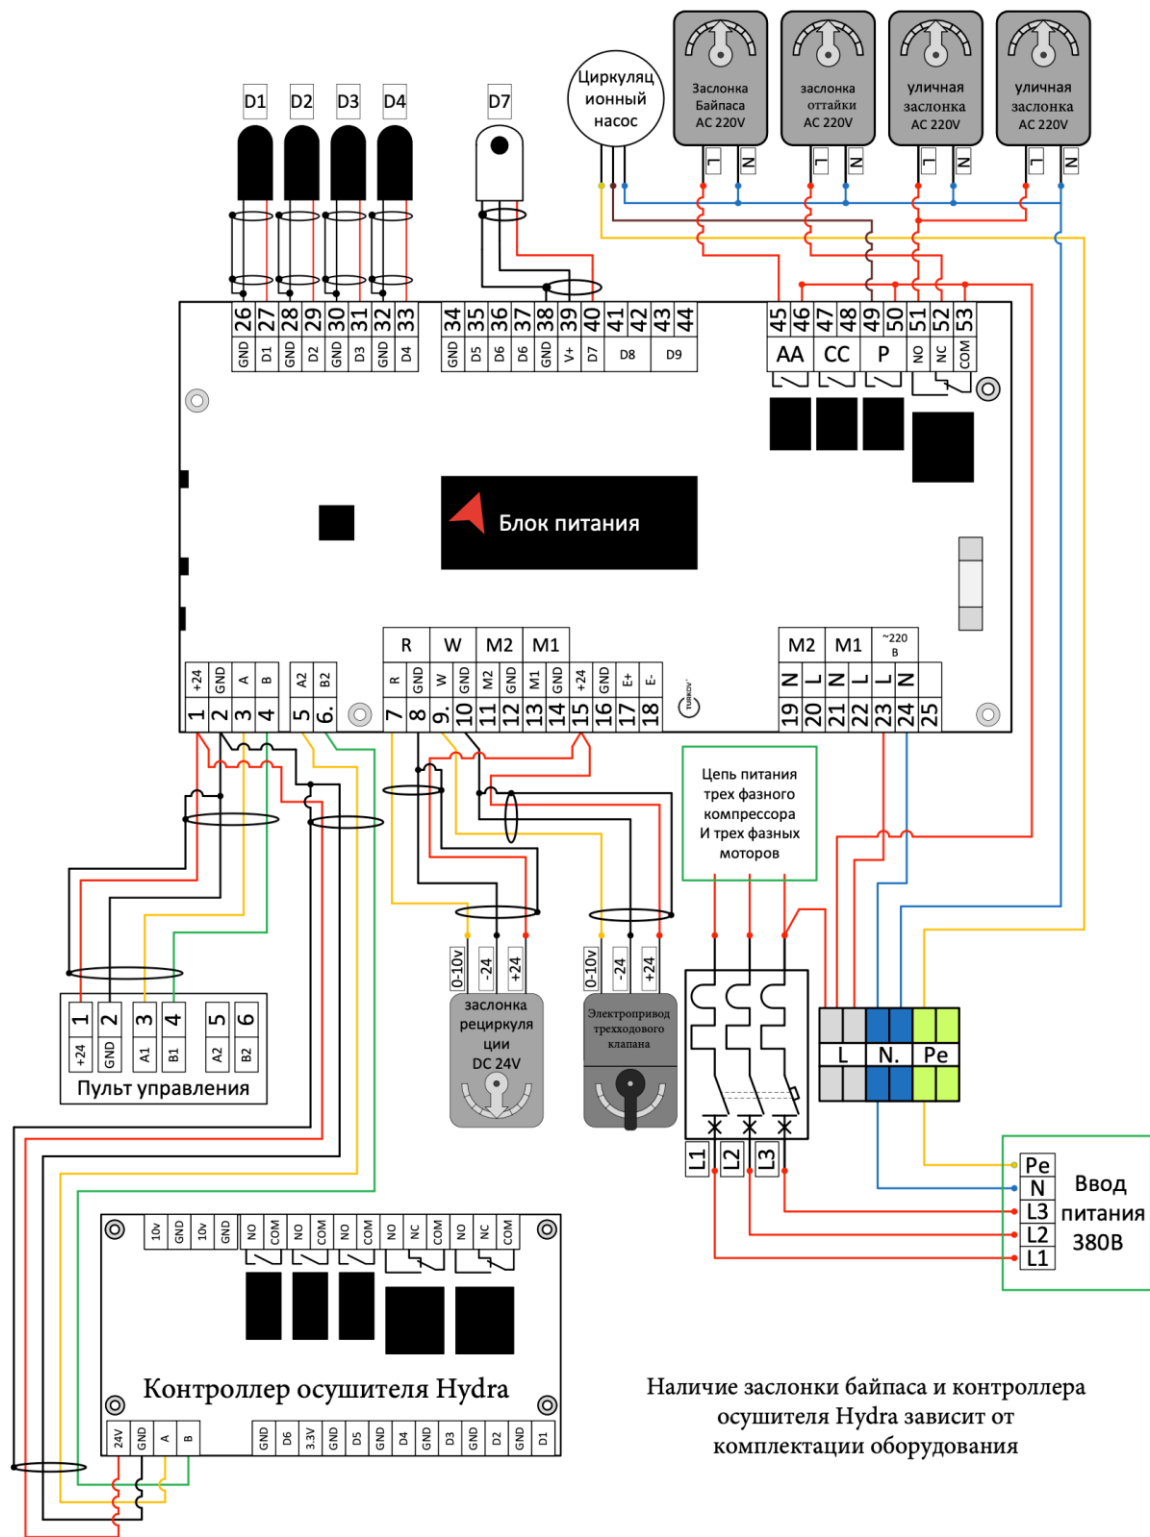 D1
D2
D3
D4
D7
Циркуляц
ионный
насос
Заслонка
Байпаса
AC 220V
заслонка
оттайки
AC 220V
уличная
заслонка
AC 220V
уличная
заслонка
AC 220V
L
N
L
N
L
N
L
N
26 27 28 29 30 31 32 33
GND D1 GND D2 GND D3 GND D4
34 35 36 37 38 39 40 41 42 43 44
GND D5 D6 D6 GND V+ D7 D8 D9
45 46 47 48 49 50 51 52 53
AA CC P NO NC COM
Блок питания
R W M2 M1
+24 GND A B A2 B2 R GND W GND M2 GND M1 GND +24 GND E+ E-
1 2 3 4 5 6. 7 8 9. 10 11 12 13 14 15 16 17 18
TURKOV
M2 M1 ~220
В
N L N L L N
19 20 21 22 23 24 25
Цепь питания
трех фазного
компрессора
И трех фазных
моторов
0-10v
-24
+24
заслонка
рециркуля
ции
DC 24V
0-10v
-24
+24
Электропривод
трехходового
клапана
1 2 3 4 5 6
+24 GND A1 B1 A2 B2
Пульт управления
L N. Pe
L1
L2
L3
Pe
N
L3
L2
L1
Ввод
питания
380В
10v GND 10v GND NO COM NO COM NO COM NO NC COM NO NC COM
Контроллер осушителя Hydra
24V GND A B GND D6 3.3V GND D5 GND D4 GND D3 GND D2 GND D1
Наличие заслонки байпаса и контроллера
осушителя Hydra зависит от
комплектации оборудования